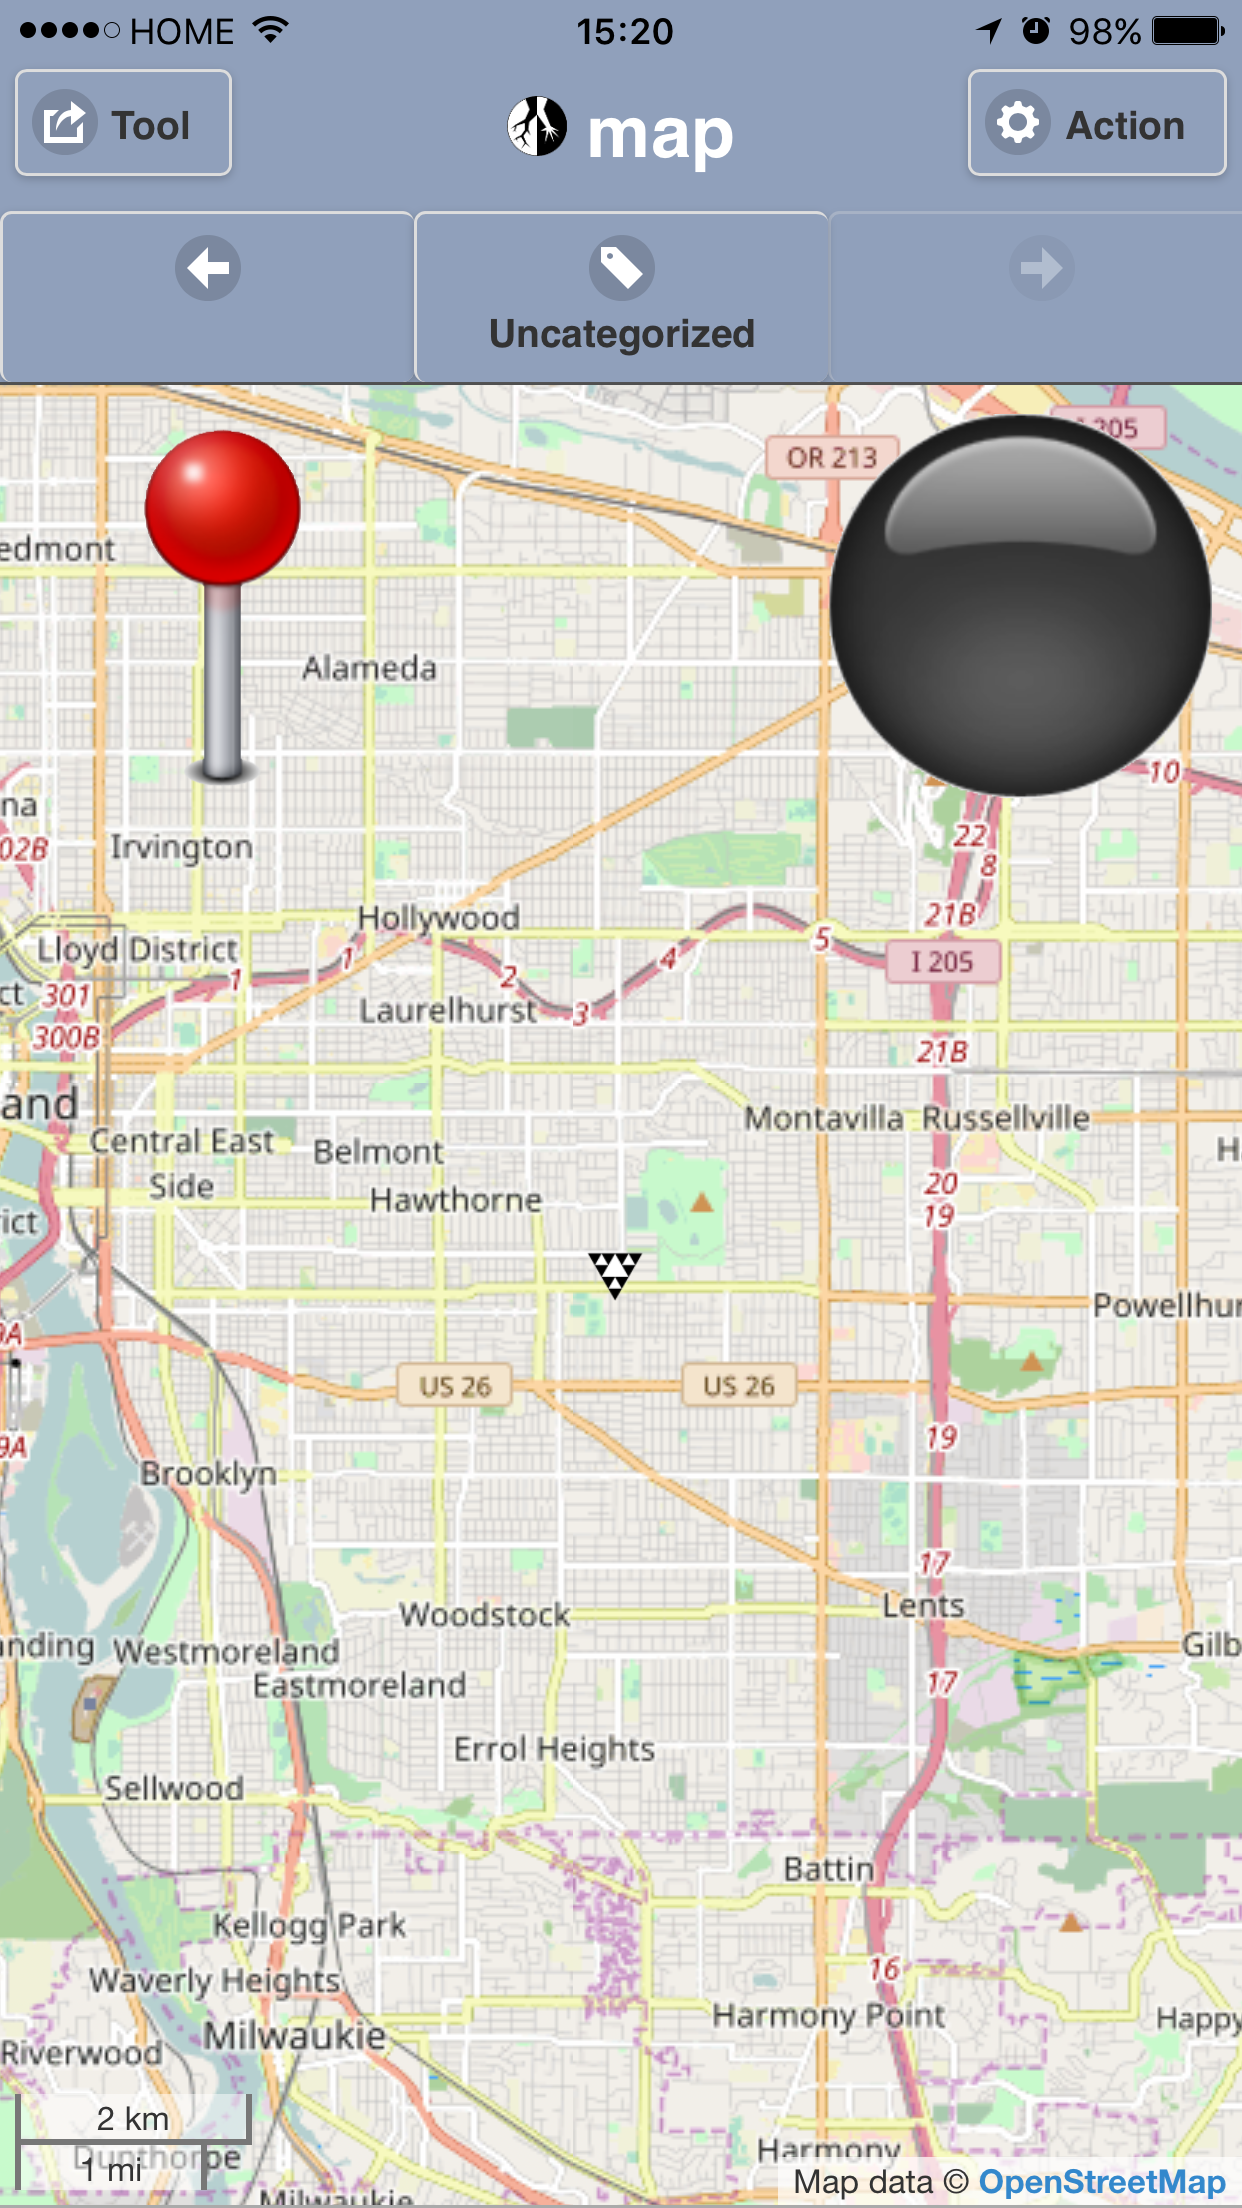 HOME 15:20 98%
Tool map Action
Uncategorized
OR 213
edmont
Alameda
10
na
02B
Irvington
22
8
21B
Hollywood
Lloyd District
1
1
2
4
5
I 205
ct
301
Laurelhurst
3
300B
21B
and
Montavilla
Russellville
Central East
Side
Belmont
Hawthorne
20
19
ict
Powellhur
9A
US 26
US 26
19
9A
Brooklyn
17
Woodstock
Lents
anding
Westmoreland
Gilb
Eastmoreland
17
Errol Heights
Sellwood
Battin
Kellogg Park
16
Waverly Heights
Harmony Point
Happy
Milwaukie
Riverwood
2 km
Dunthorpe
1 mi
Harmony
Map data © OpenStreetMap
Milwaukie